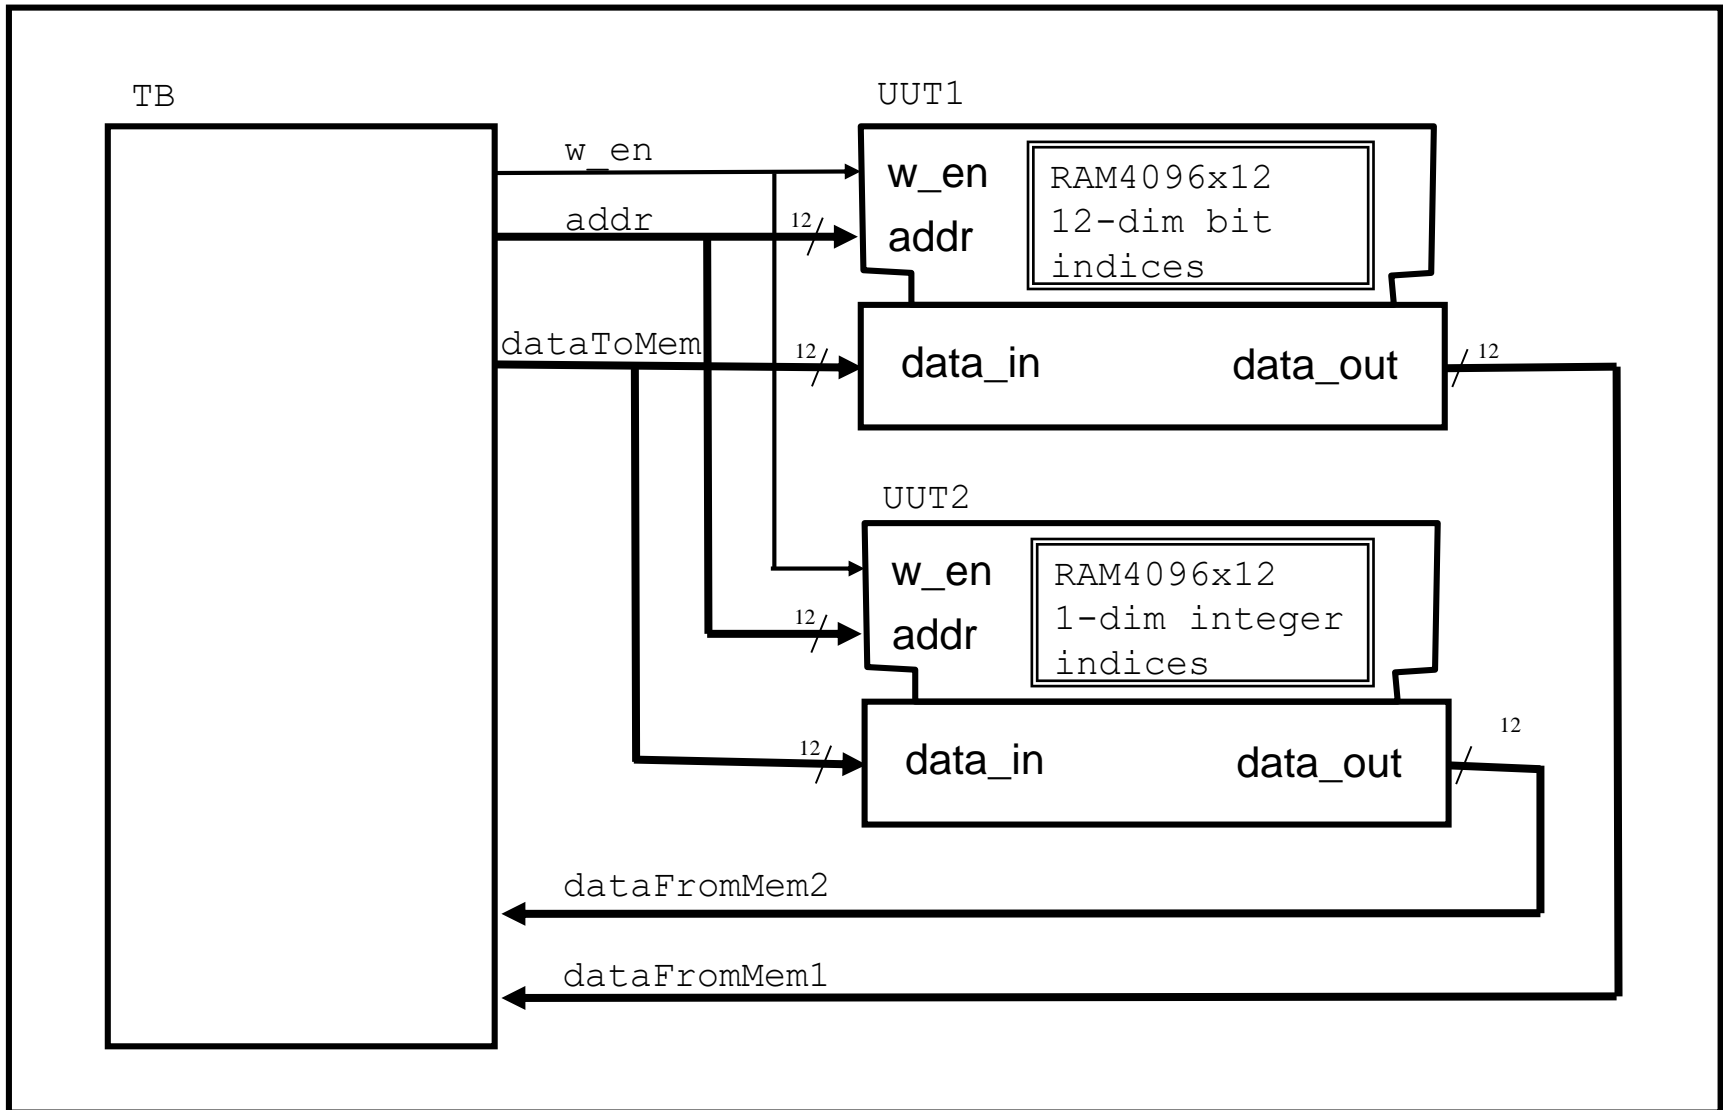 TB
UUT1
w_en
w_en
RAM4096x12
12-dim bit
indices
addr
12
addr
dataToMem
12
data_in
data_out
12
UUT2
w_en
RAM4096x12
1-dim integer
indices
12
addr
12
data_in
data_out
12
dataFromMem2
dataFromMem1